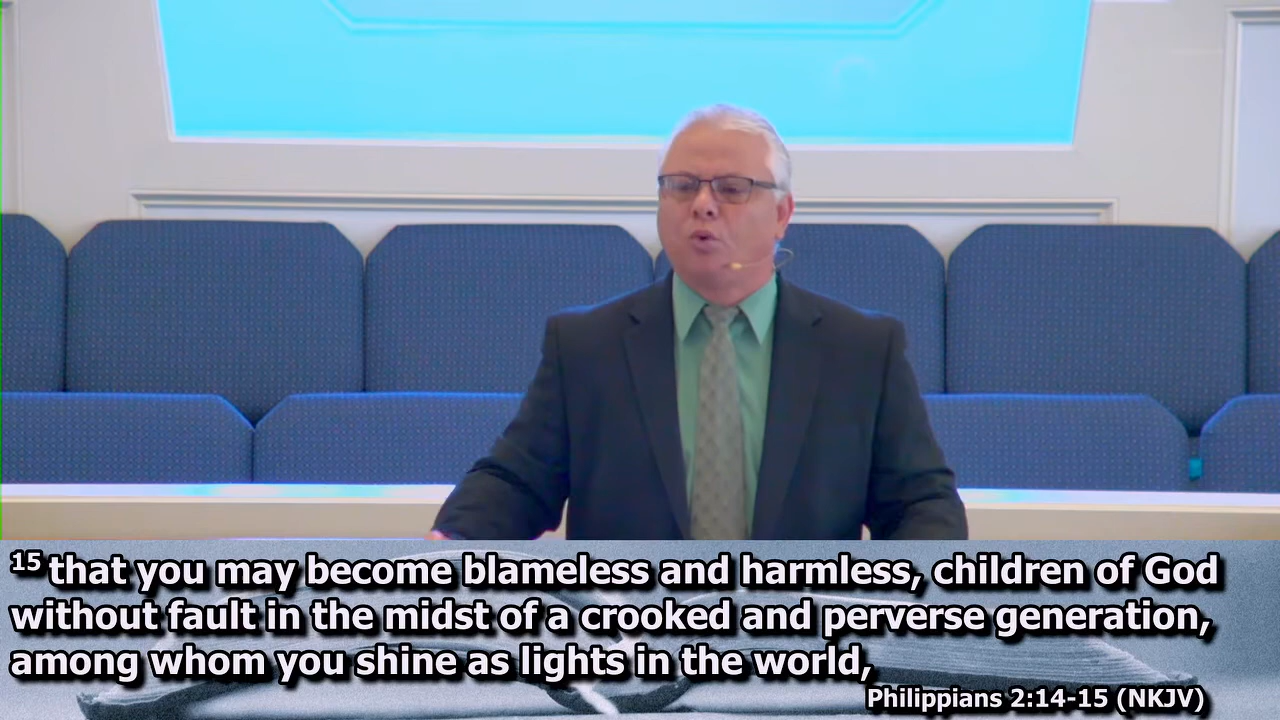 15 that you may become blameless and harmless, children of God
without fault in the midst of a crooked and perverse generation,
among whom you shine as lights in the world,
Philippians 2:14-15 (NKJV)